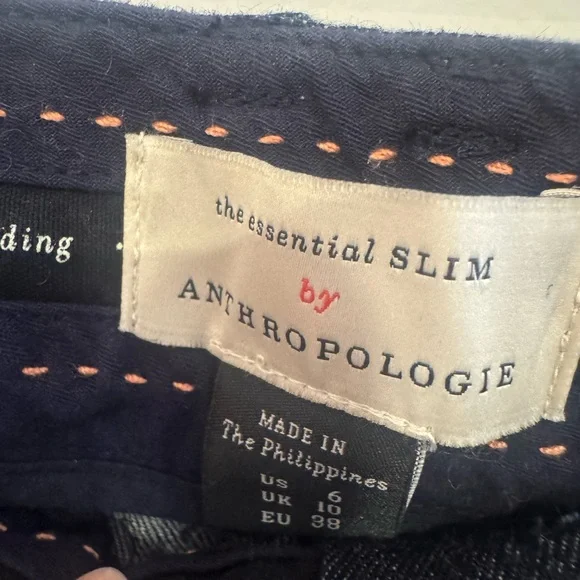 ding
the essential SLIM
by
ANTHROPOLOGIE
MADE IN
The Philippines
US 6
UK 10
EU 38